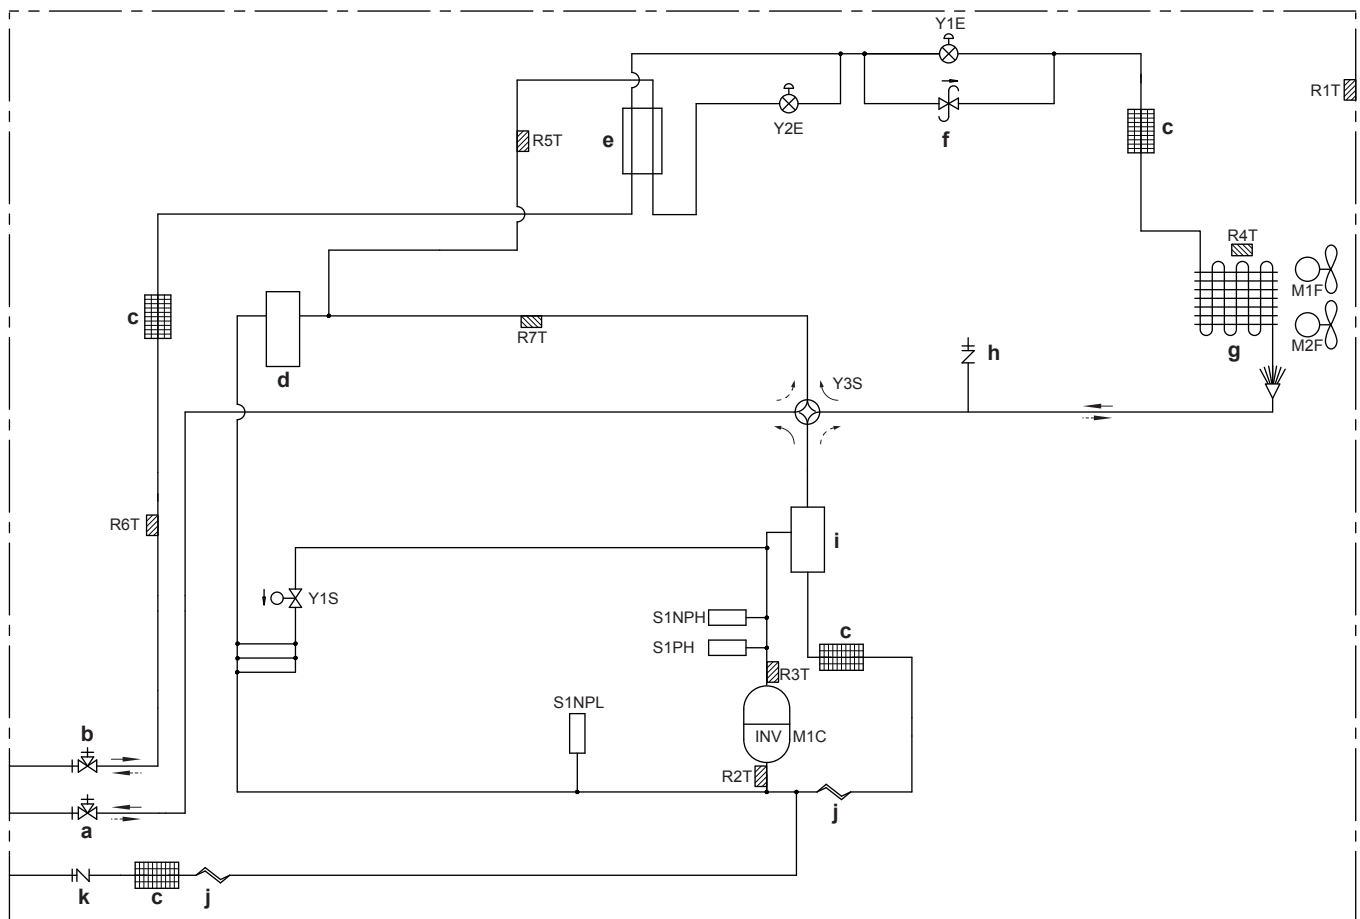 Y1E
R1T
Y2E
c
R5T
e
f
R4T
M1F
c
R7T
M2F
g
h
d
Y3S
R6T
i
Y1S
S1NPH
c
S1PH
R3T
S1NPL
b
INV
M1C
R2T
a
j
k
c
j